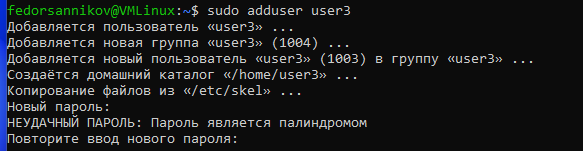 fedorsannikov@VMLinux:~$ sudo adduser user3
Добавляется пользователь «user3» ...
Добавляется новая группа «user3» (1004) ...
Добавляется новый пользователь «user3» (1003) в группу «user3» ...
Создаётся домашний каталог «/home/user3» ...
Копирование файлов из «/etc/skel» ...
Новый пароль:
НЕУДАЧНЫЙ ПАРОЛЬ: Пароль является палиндромом
Повторите ввод нового пароля: